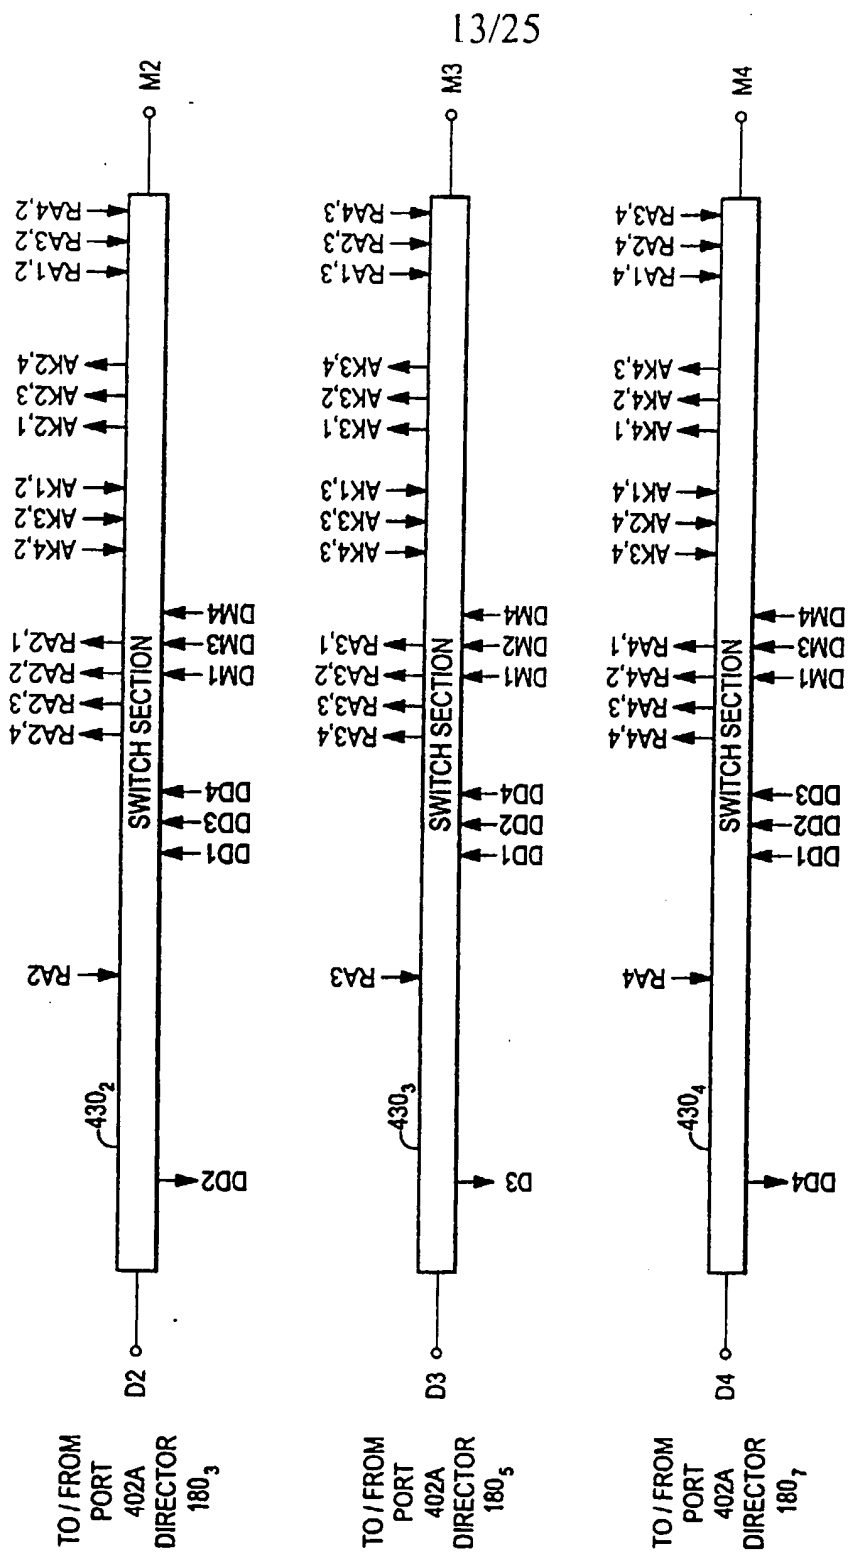 13/25
M2
RA4,2
RA3,2
RA1,2
AK2,4
AK2,3
AK2,1
AK1,2
AK3,2
AK4,2
RA2,1
RA2,2
RA2,3
RA2,4
DM4
DM3
DM1
SWITCH SECTION
DD4
DD3
DD1
RA2
430₂
DD2
D2
TO / FROM
PORT
402A
DIRECTOR
180₃
M3
RA4,3
RA2,3
RA1,3
AK3,4
AK3,2
AK3,1
AK1,3
AK3,3
AK4,3
RA3,1
RA3,2
RA3,3
RA3,4
DM4
DM2
DM1
SWITCH SECTION
DD4
DD2
DD1
RA3
430₃
D3
D3
TO / FROM
PORT
402A
DIRECTOR
180₅
M4
RA3,4
RA2,4
RA1,4
AK4,3
AK4,2
AK4,1
AK1,4
AK2,4
AK3,4
RA4,1
RA4,2
RA4,3
RA4,4
DM4
DM3
DM1
SWITCH SECTION
DD3
DD2
DD1
RA4
430₄
DD4
D4
TO / FROM
PORT
402A
DIRECTOR
180₇